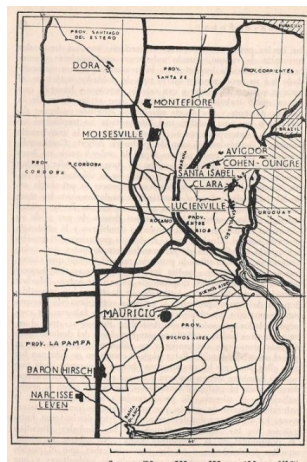 PROV. SANTIAGO
DEL ESTERO
DORA
PROV.
SANTA FE
PROV. CORRIENTES
MONTEFIORE
BRAZIL
MOISESVILLE
AVIGDOR
COHEN-OUNGRE
PROV.
CORDOBA
CORDOBA
SANTA ISABEL
CLARA
LUCIENVILLE
URUGUAY
ROSARIO
PROV.
ENTRE
RIOS
BUENOS AIRES
MAURICIO
PROV.
BUENOS AIRES
PROV. LA PAMPA
BARON HIRSCH
NARCISSE
LEVEN
BAHIA
BLANCA